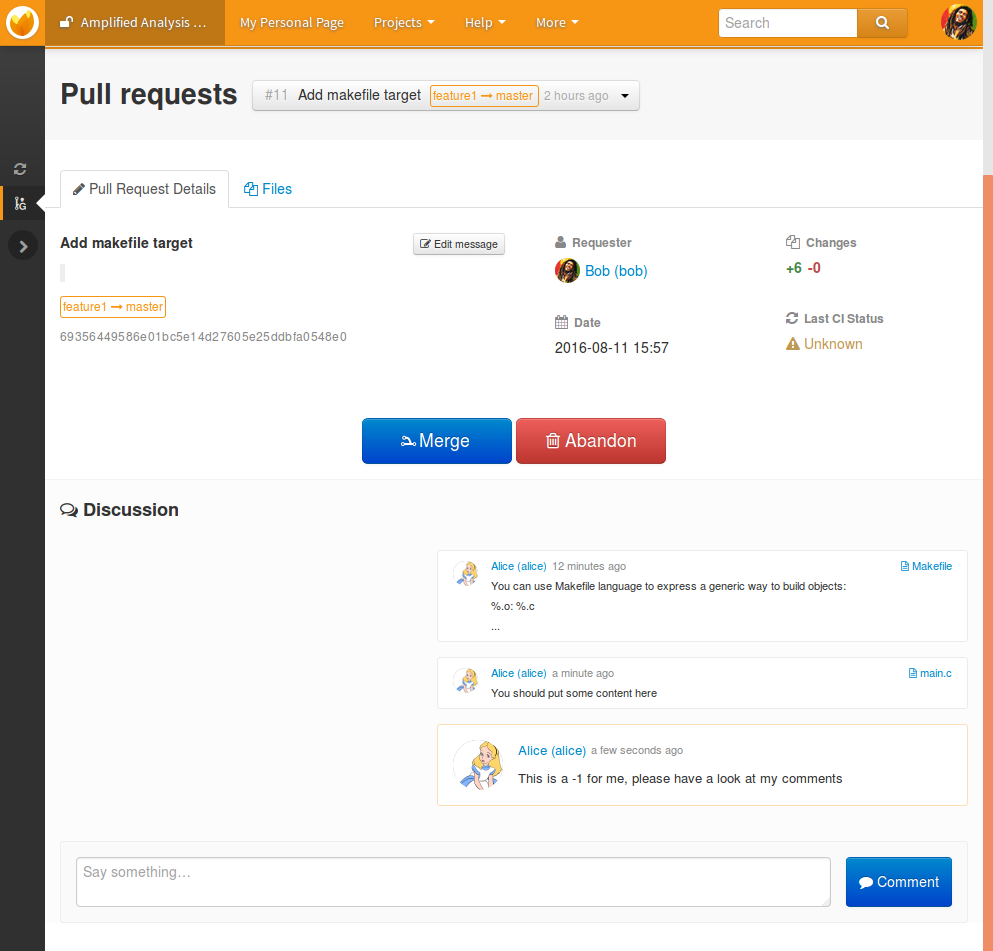 Amplified Analysis ... My Personal Page Projects Help More Search
Pull requests #11 Add makefile target feature1 → master 2 hours ago
Pull Request Details Files
Add makefile target Edit message Requester Changes
Bob (bob) +6 -0
feature1 → master
Date Last CI Status
69356449586e01bc5e14d27605e25ddbfa0548e0
2016-08-11 15:57 Unknown
Merge Abandon
Discussion
Alice (alice) 12 minutes ago Makefile
You can use Makefile language to express a generic way to build objects:
%.o: %.c
...
Alice (alice) a minute ago main.c
You should put some content here
Alice (alice) a few seconds ago
This is a -1 for me, please have a look at my comments
Say something...
Comment